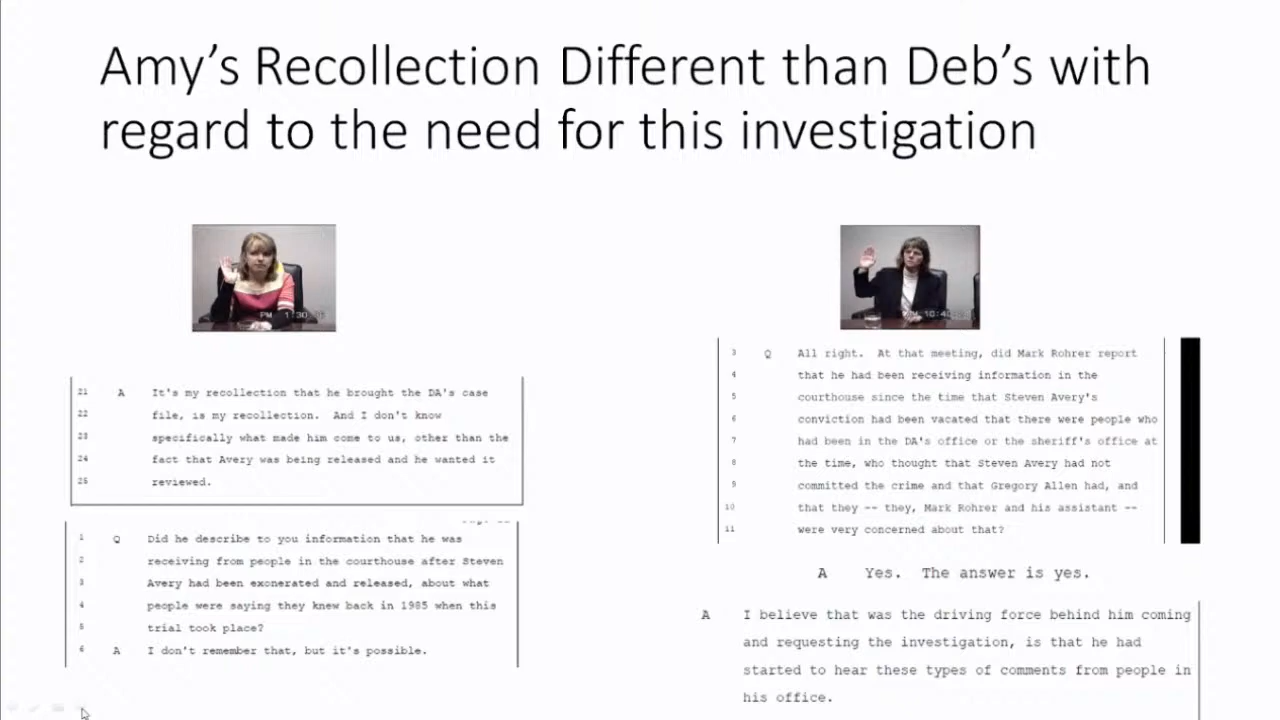 Amy's Recollection Different than Deb's with
regard to the need for this investigation
PM 1:30
10:40
21 A It's my recollection that he brought the DA's case
22 file, is my recollection. And I don't know
23 specifically what made him come to us, other than the
24 fact that Avery was being released and he wanted it
25 reviewed.
1 Q Did he describe to you information that he was
2 receiving from people in the courthouse after Steven
3 Avery had been exonerated and released, about what
4 people were saying they knew back in 1985 when this
5 trial took place?
6 A I don't remember that, but it's possible.
3 Q All right. At that meeting, did Mark Rohrer report
4 that he had been receiving information in the
5 courthouse since the time that Steven Avery's
6 conviction had been vacated that there were people who
7 had been in the DA's office or the sheriff's office at
8 the time, who thought that Steven Avery had not
9 committed the crime and that Gregory Allen had, and
10 that they -- they, Mark Rohrer and his assistant --
11 were very concerned about that?
A Yes. The answer is yes.
A I believe that was the driving force behind him coming
and requesting the investigation, is that he had
started to hear these types of comments from people in
his office.